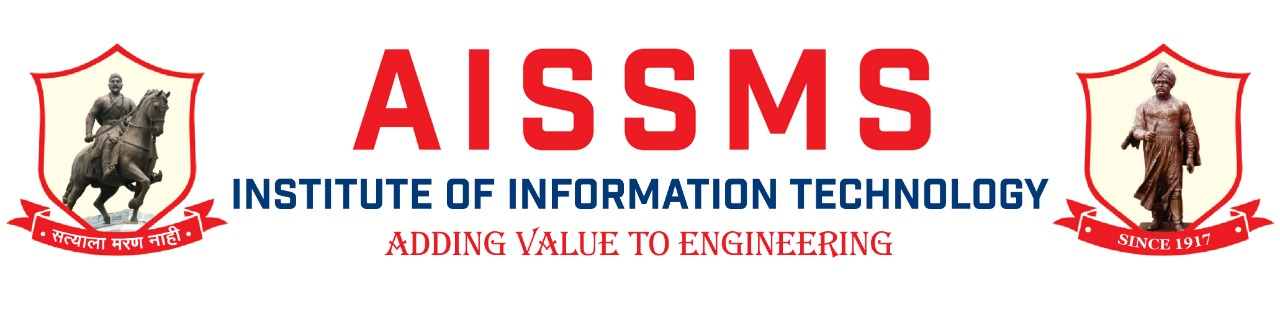 AISSMS
INSTITUTE OF INFORMATION TECHNOLOGY
ADDING VALUE TO ENGINEERING
सत्याला मरण नाही
SINCE 1917